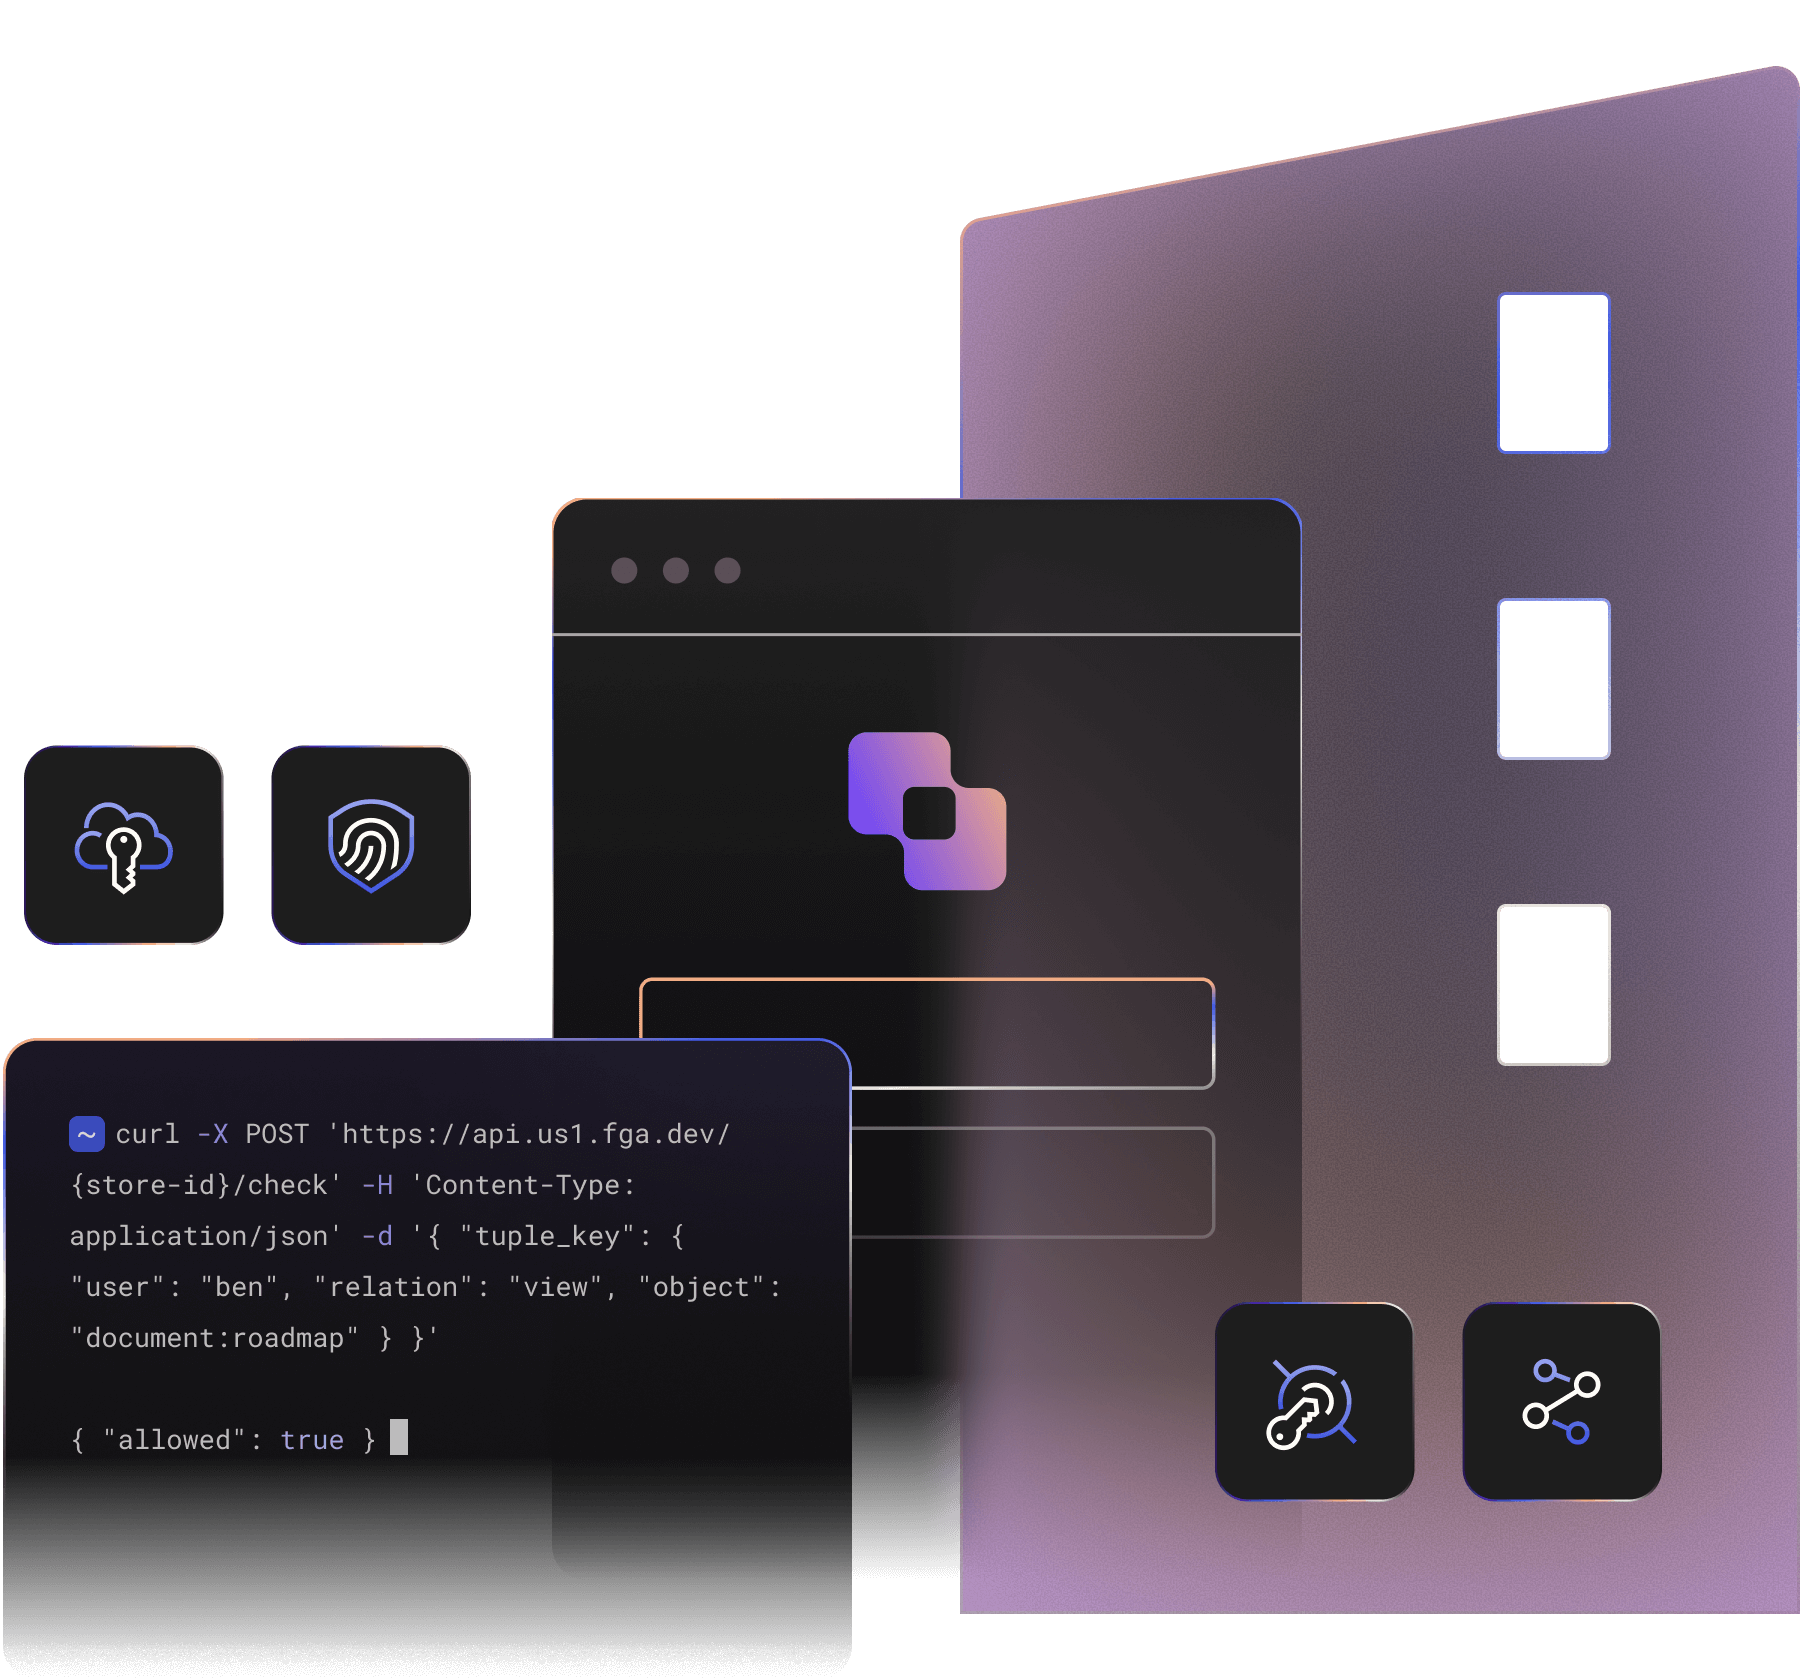 ~ curl -X POST 'https://api.us1.fga.dev/
{store-id}/check' -H 'Content-Type:
application/json' -d '{ "tuple_key": {
"user": "ben", "relation": "view", "object":
"document:roadmap" } }'
{ "allowed": true }